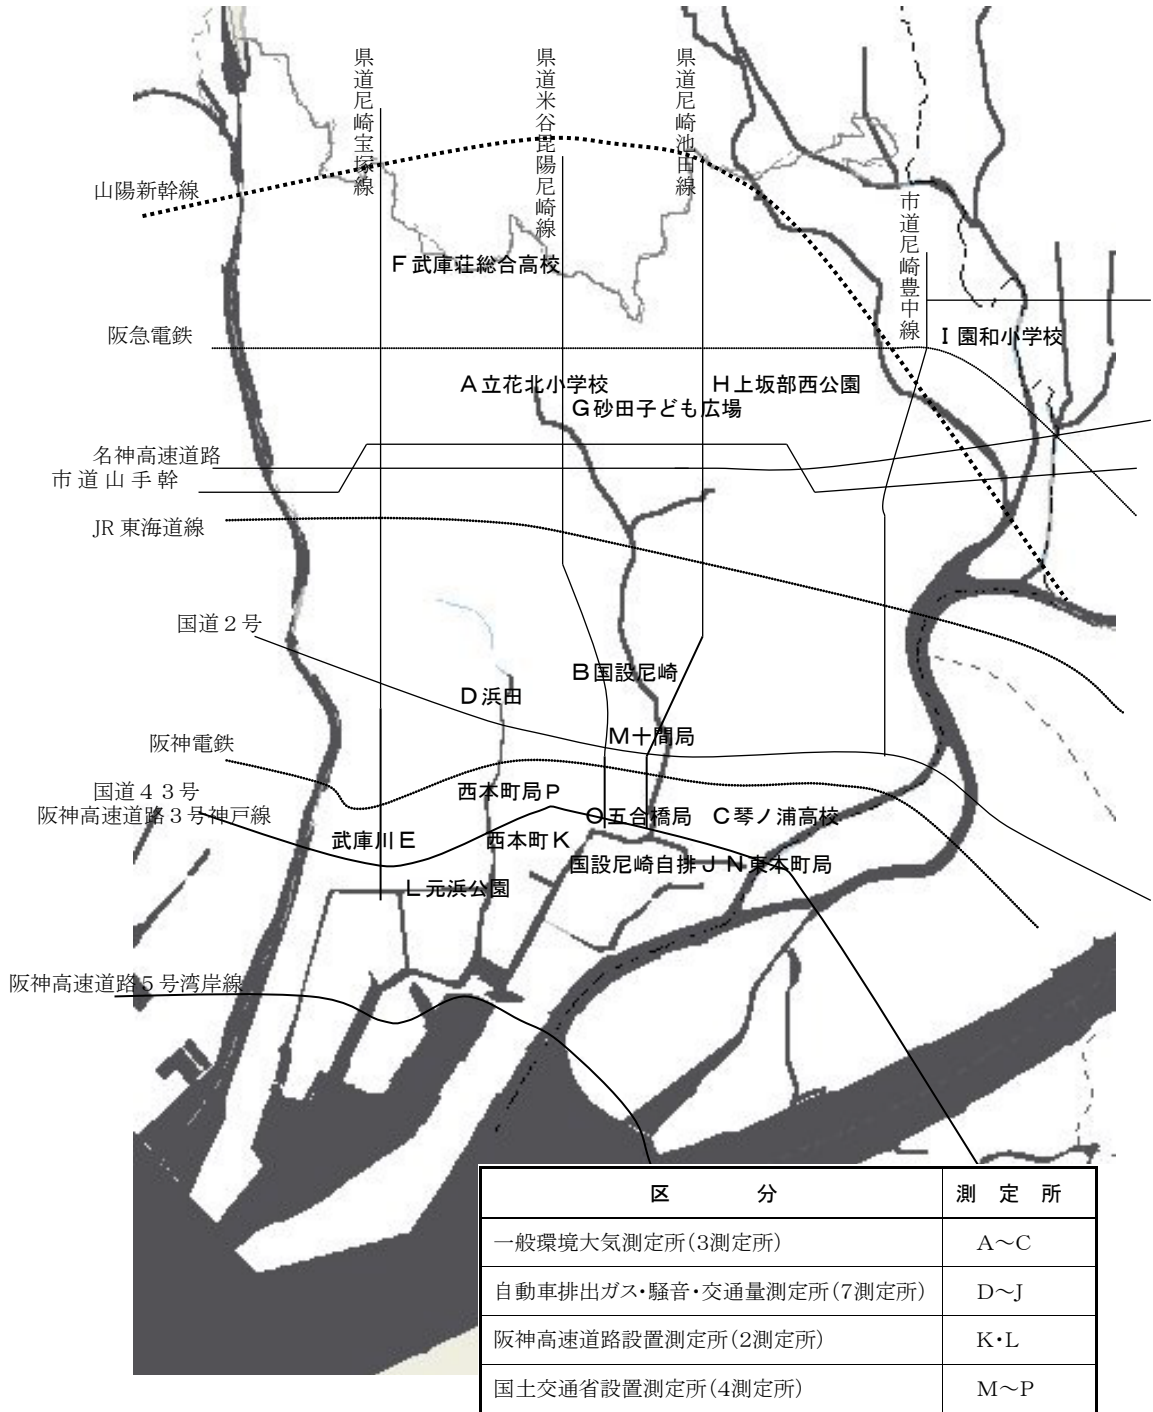 県道尼崎宝塚線
県道米谷昆陽尼崎線
県道尼崎池田線
山陽新幹線
市道尼崎豊中線
F 武庫荘総合高校
阪急電鉄
I 園和小学校
A 立花北小学校
H 上坂部西公園
G 砂田子ども広場
名神高速道路
市道山手幹
JR 東海道線
国道2号
B 国設尼崎
D 浜田
M 十間局
阪神電鉄
西本町局 P
国道43号
阪神高速道路3号神戸線
O 五合橋局
C 琴ノ浦高校
武庫川 E
西本町 K
国設尼崎自排 J
N 東本町局
L 元浜公園
阪神高速道路5号湾岸線
区 分 測 定 所
一般環境大気測定所(3測定所) A～C
自動車排出ガス・騒音・交通量測定所(7測定所) D～J
阪神高速道路設置測定所(2測定所) K・L
国土交通省設置測定所(4測定所) M～P